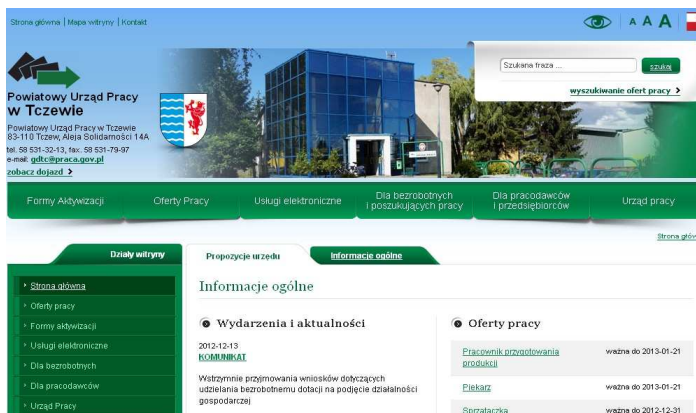 Strona główna | Mapa witryny | Kontakt
A A A
Szukana fraza ...
szukaj
wyszukiwanie ofert pracy
Powiatowy Urząd Pracy
w Tczewie
Powiatowy Urząd Pracy w Tczewie
83-110 Tczew, Aleja Solidarności 14A
tel. 58 531-32-13, fax. 58 531-79-97
e-mail: gdtc@praca.gov.pl
zobacz dojazd
Formy Aktywizacji
Oferty Pracy
Usługi elektroniczne
Dla bezrobotnych
i poszukujących pracy
Dla pracodawców
i przedsiębiorców
Urząd pracy
Strona głów
Działy witryny
Propozycje urzędu
Informacje ogólne
Strona główna
Oferty pracy
Formy aktywizacji
Usługi elektroniczne
Dla bezrobotnych
Dla pracodawców
Urząd Pracy
Informacje ogólne
Wydarzenia i aktualności
2012-12-13
KOMUNIKAT
Wstrzymnie przyjmowania wniosków dotyczących
udzielania bezrobotnemu dotacji na podjęcie działalności
gospodarczej
Oferty pracy
Pracownik przygotowania
produkcji
ważna do 2013-01-21
Piekarz
ważna do 2013-01-21
Sprzątaczka
ważna do 2012-12-31